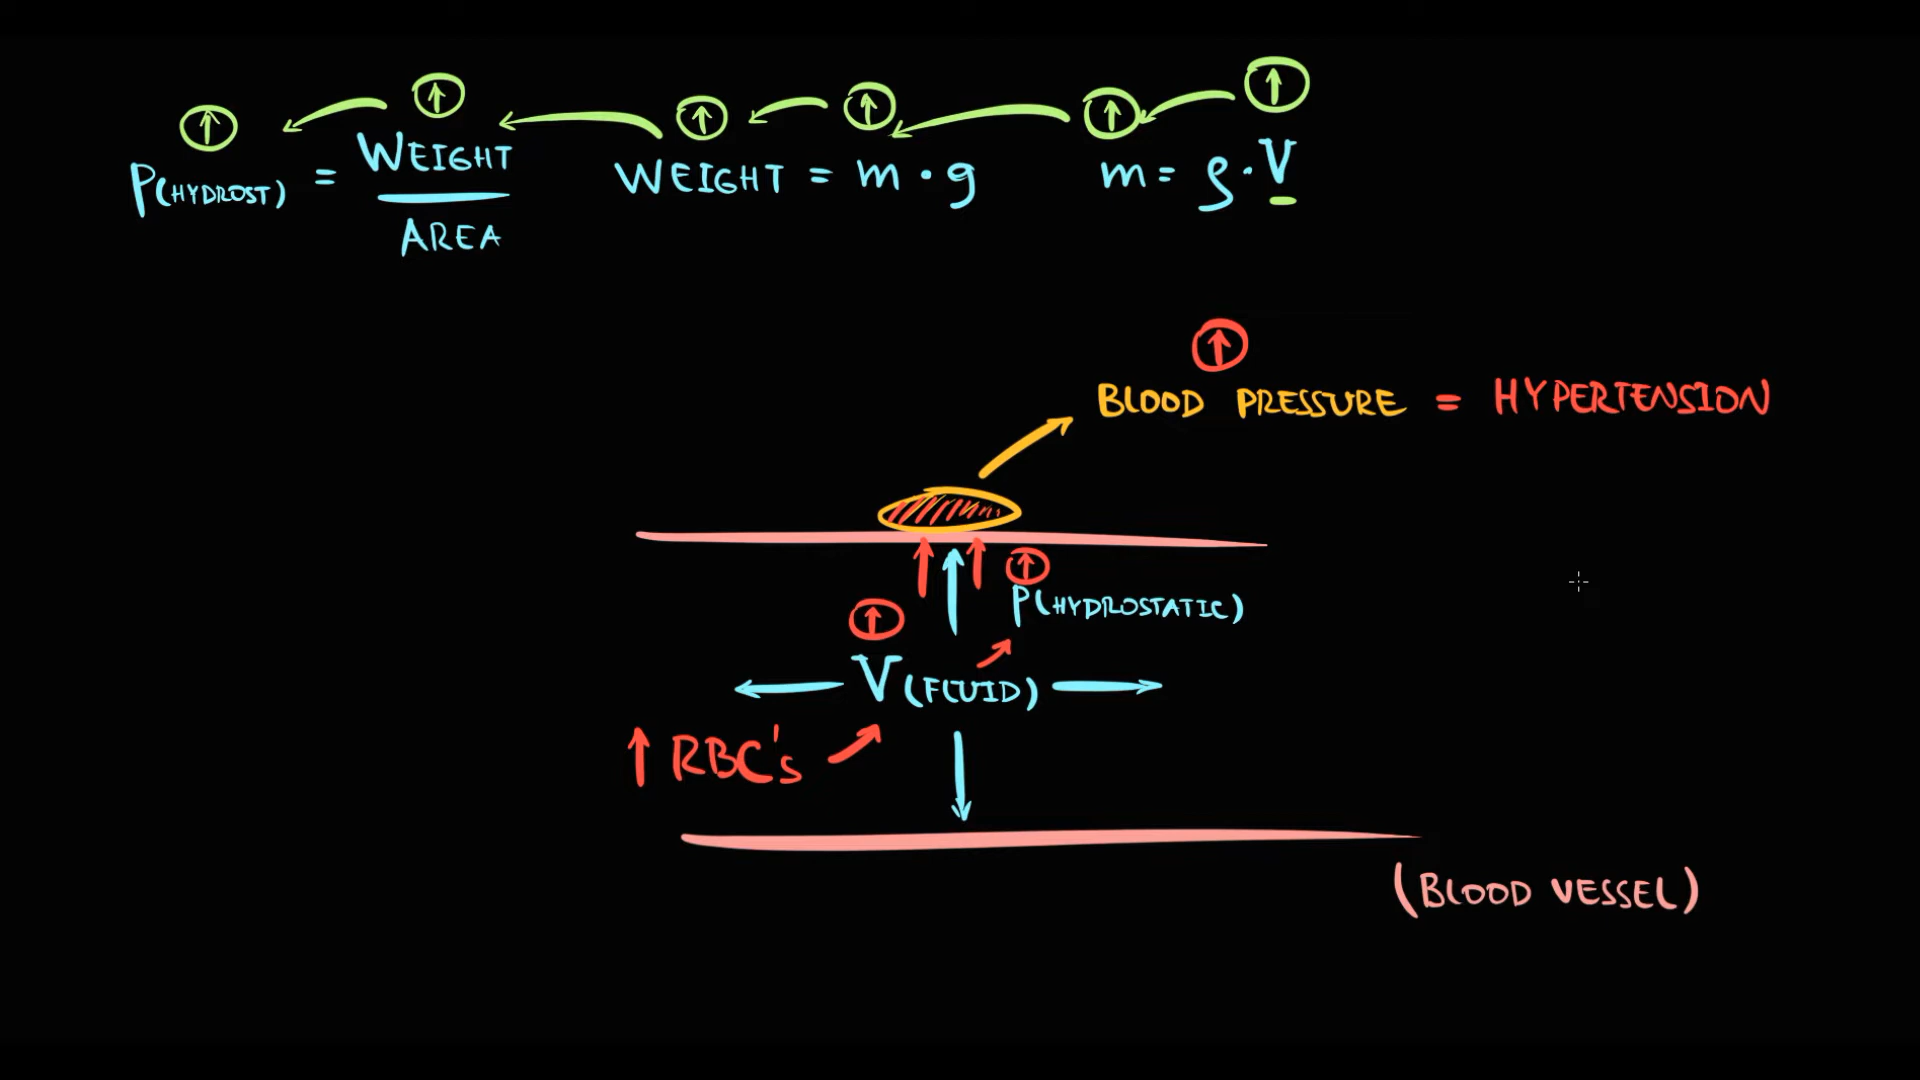 P(HYDROST) = WEIGHT / AREA
WEIGHT = m · g
m = ρ · V
↑ BLOOD PRESSURE = HYPERTENSION
↑ P(HYDROSTATIC)
↑ V(FLUID)
↑ RBC's
(BLOOD VESSEL)